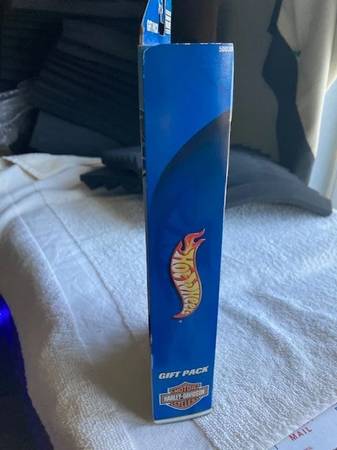 HOT WHEELS
GIFT PACK
MOTOR
HARLEY-DAVIDSON
CYCLES
MAIL